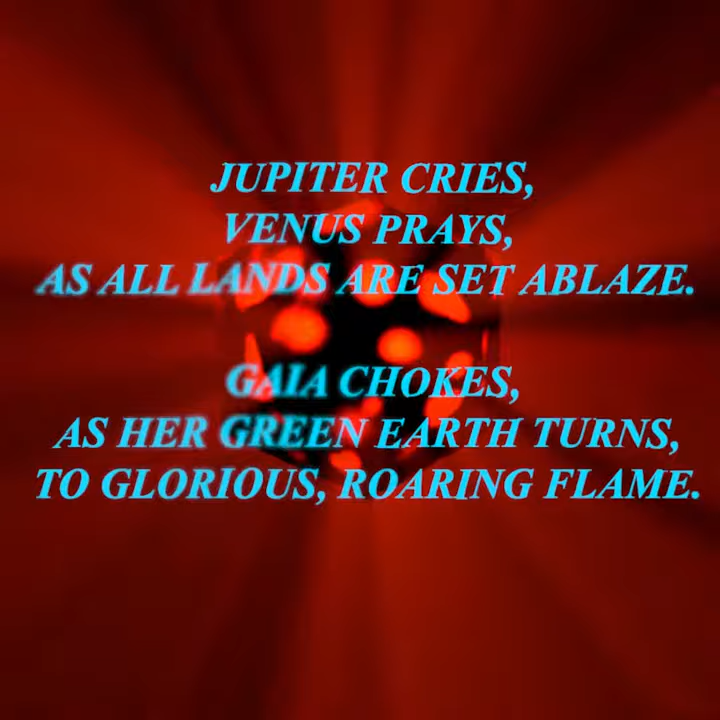 JUPITER CRIES,
VENUS PRAYS,
AS ALL LANDS ARE SET ABLAZE.
GAIA CHOKES,
AS HER GREEN EARTH TURNS,
TO GLORIOUS, ROARING FLAME.